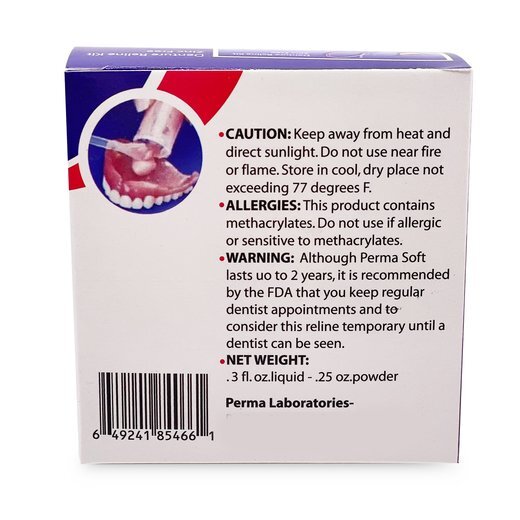 Denture Reline Kit
•CAUTION: Keep away from heat and
direct sunlight. Do not use near fire
or flame. Store in cool, dry place not
exceeding 77 degrees F.
•ALLERGIES: This product contains
methacrylates. Do not use if allergic
or sensitive to methacrylates.
•WARNING: Although Perma Soft
lasts uo to 2 years, it is recommended
by the FDA that you keep regular
dentist appointments and to
consider this reline temporary until a
dentist can be seen.
•NET WEIGHT:
.3 fl. oz. liquid - .25 oz. powder
Perma Laboratories-
6 49241 85466 1